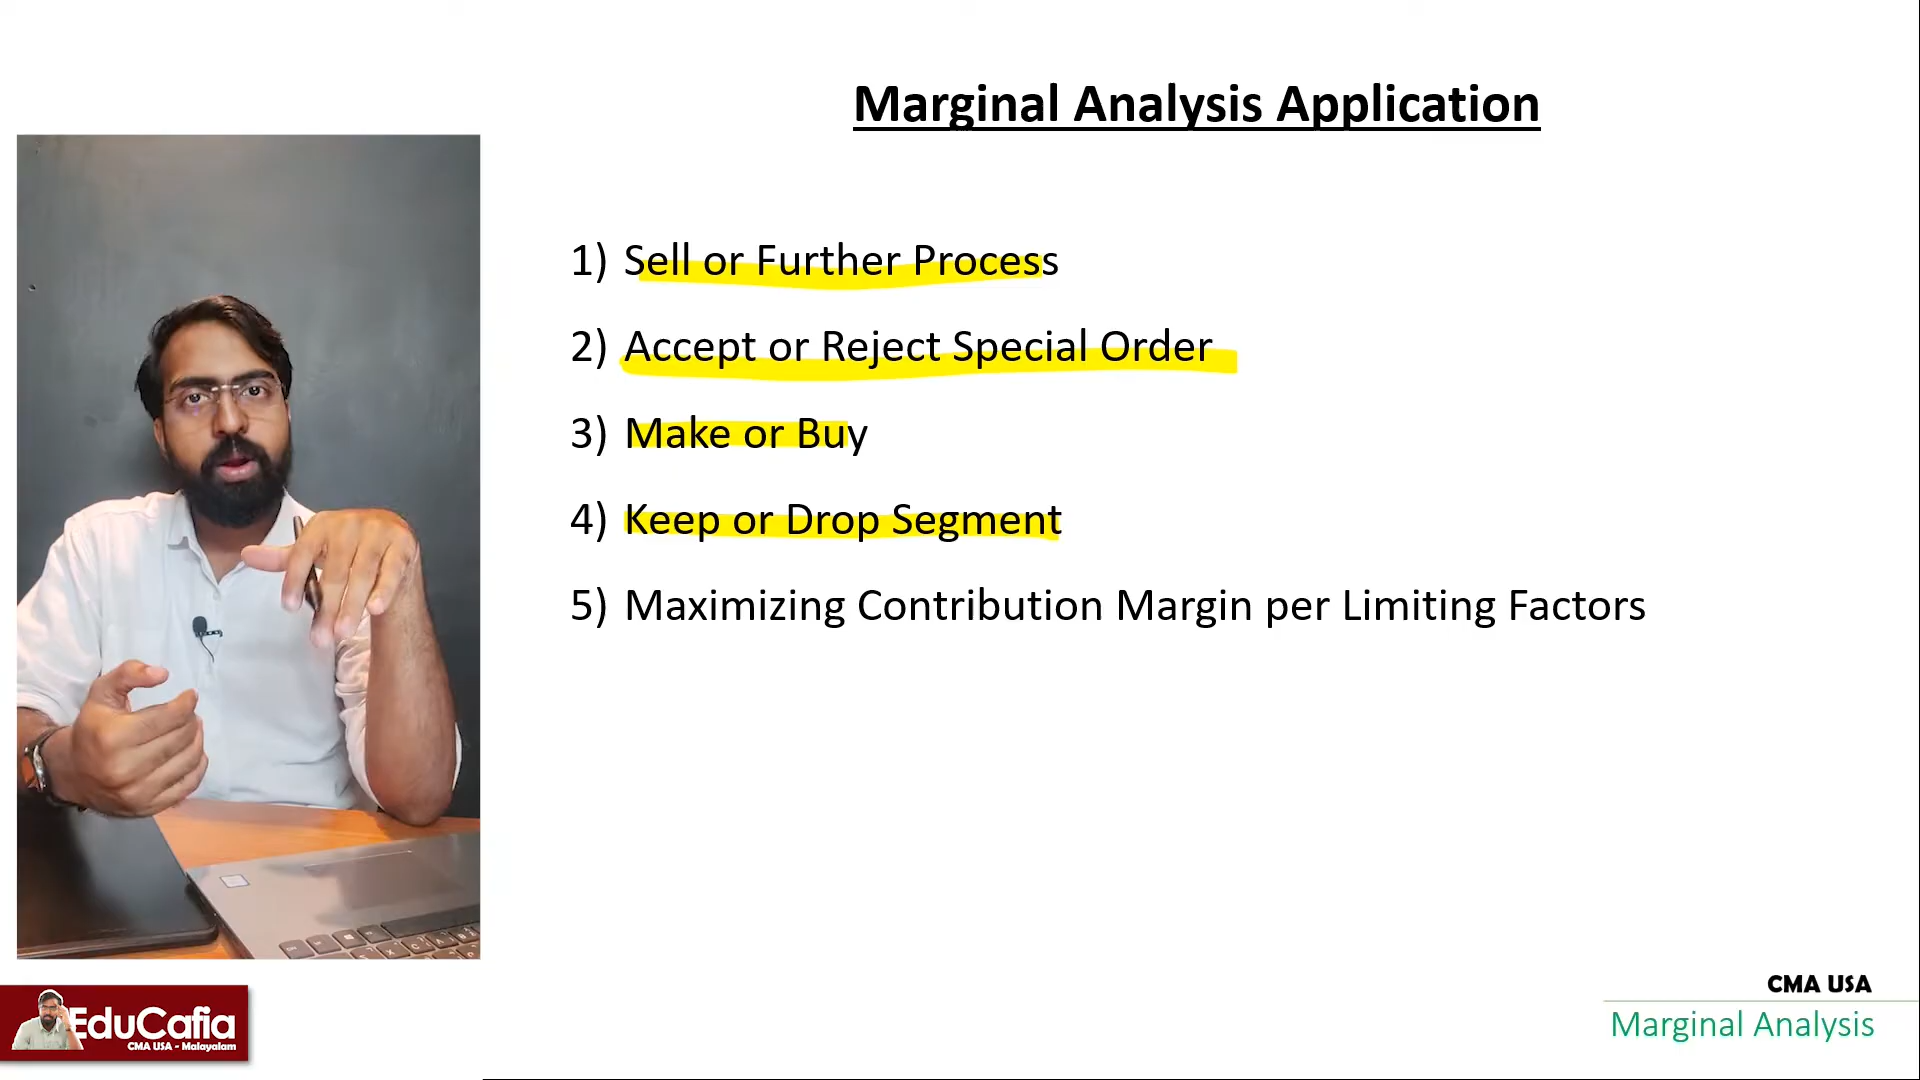 Marginal Analysis Application
1) Sell or Further Process
2) Accept or Reject Special Order
3) Make or Buy
4) Keep or Drop Segment
5) Maximizing Contribution Margin per Limiting Factors
EduCafia
CMA USA - Malayalam
CMA USA
Marginal Analysis